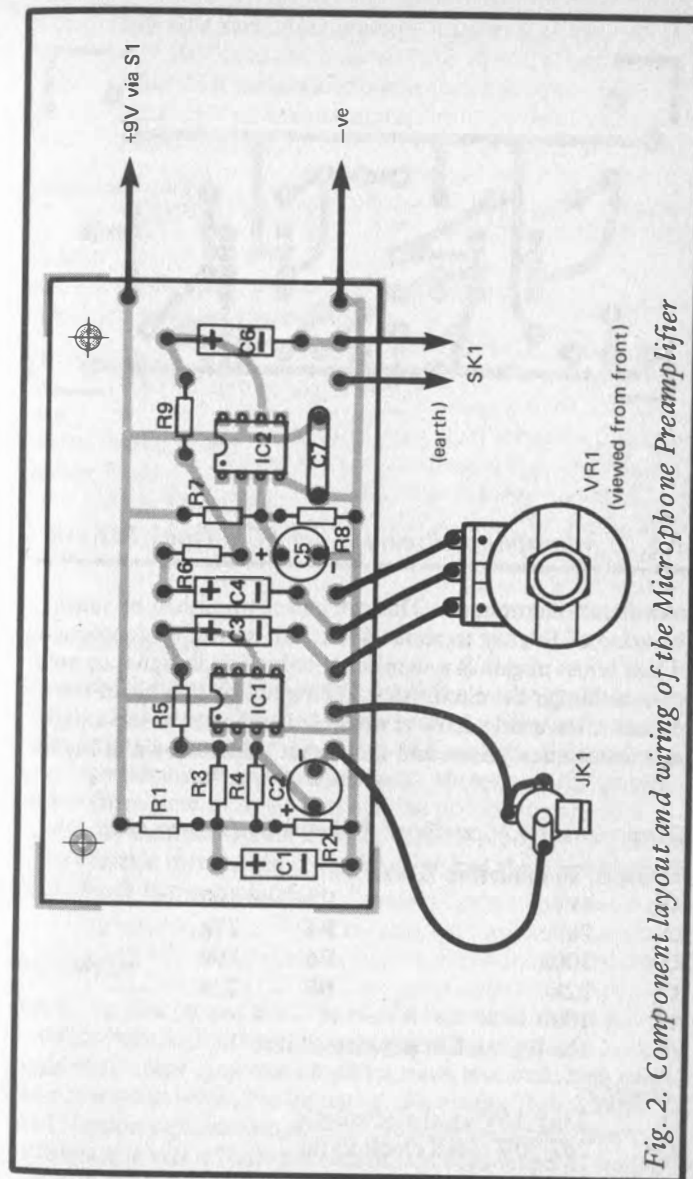 +9V via S1
−ve
R9
+
C6
−
IC2
C7
R7
R6
+
C5
−
R8
+
C4
−
+
C3
−
IC1
R5
R3
R4
+
C2
−
R1
+
C1
−
R2
SK1
(earth)
VR1
(viewed from front)
JK1
Fig. 2. Component layout and wiring of the Microphone Preamplifier